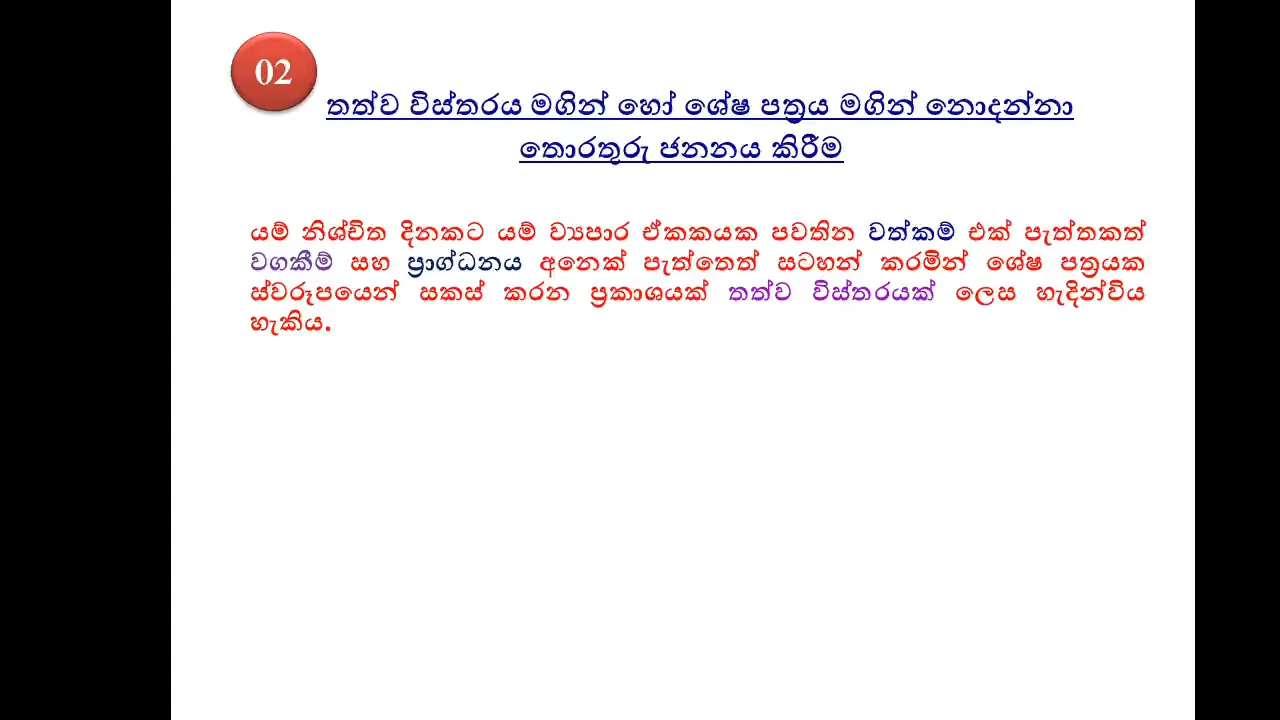 02
තත්ව විස්තරය මගින් හෝ ශේෂ පත්‍රය මගින් නොදන්නා
තොරතුරු ජනනය කිරීම
යම් නිශ්චිත දිනකට යම් ව්‍යපාර ඒකකයක පවතින වත්කම් එක් පැත්තකත්
වගකීම් සහ ප්‍රාග්ධනය අනෙක් පැත්තෙත් සටහන් කරමින් ශේෂ පත්‍රයක
ස්වරූපයෙන් සකස් කරන ප්‍රකාශයක් තත්ව විස්තරයක් ලෙස හැදින්විය
හැකිය.